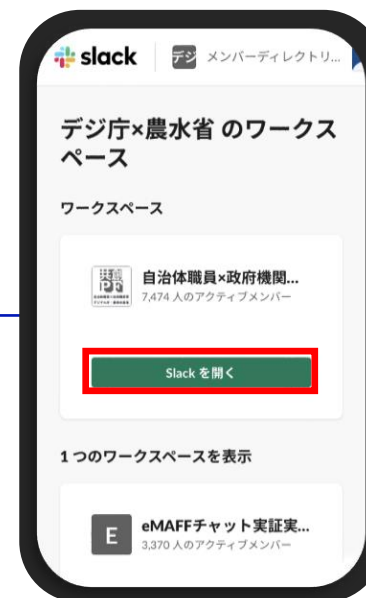 slack
デジ
メンバーディレクトリ...
デジ庁×農水省 のワークス
ペース
ワークスペース
共創
PF
自治体職員×政府機関...
7,474 人のアクティブメンバー
Slack を開く
1 つのワークスペースを表示
E
eMAFFチャット実証実...
3,370 人のアクティブメンバー